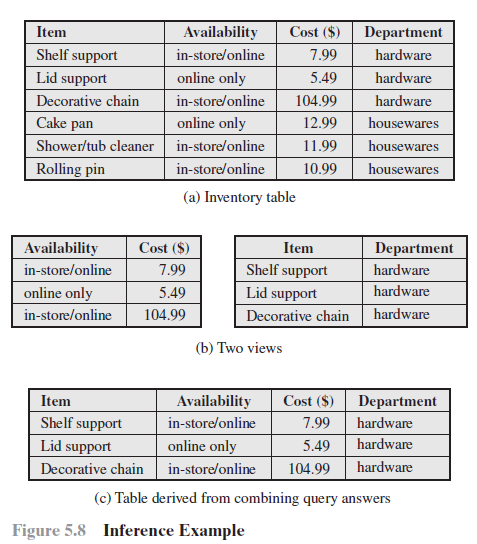 Item Availability Cost ($) Department
Shelf support in-store/online 7.99 hardware
Lid support online only 5.49 hardware
Decorative chain in-store/online 104.99 hardware
Cake pan online only 12.99 housewares
Shower/tub cleaner in-store/online 11.99 housewares
Rolling pin in-store/online 10.99 housewares
(a) Inventory table
Availability Cost ($)
in-store/online 7.99
online only 5.49
in-store/online 104.99
Item Department
Shelf support hardware
Lid support hardware
Decorative chain hardware
(b) Two views
Item Availability Cost ($) Department
Shelf support in-store/online 7.99 hardware
Lid support online only 5.49 hardware
Decorative chain in-store/online 104.99 hardware
(c) Table derived from combining query answers
Figure 5.8 Inference Example